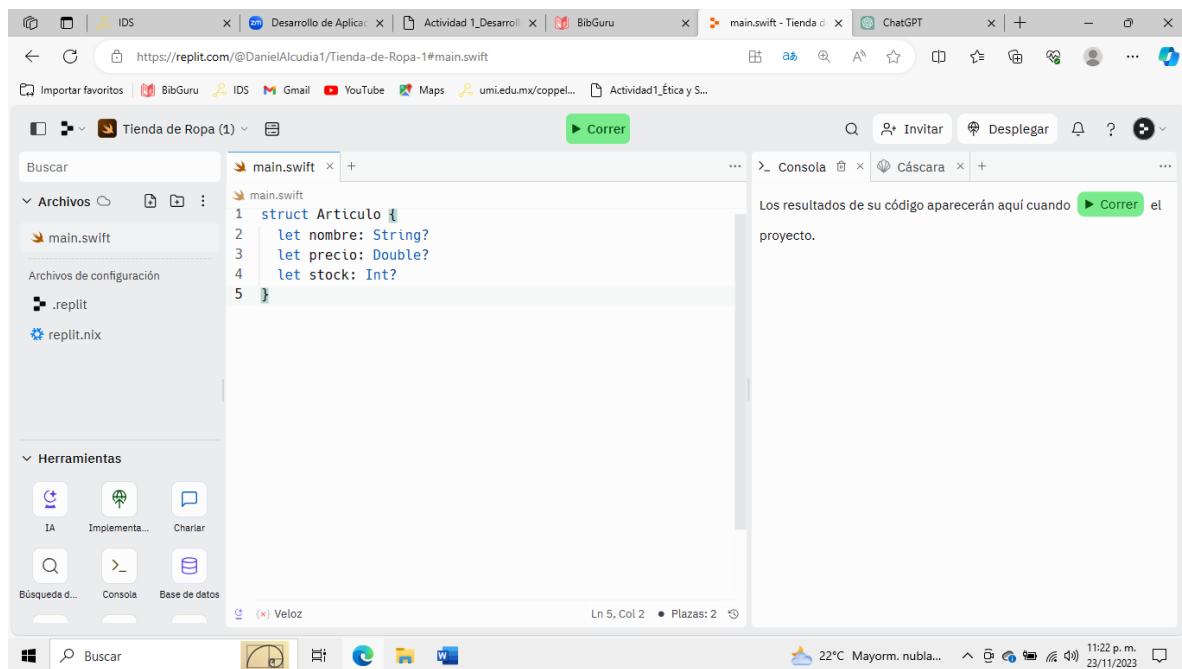 IDS
Desarrollo de Aplicac
Actividad 1_Desarroll
BibGuru
main.swift - Tienda d
ChatGPT
https://replit.com/@DanielAlcudia1/Tienda-de-Ropa-1#main.swift
Importar favoritos
BibGuru
IDS
Gmail
YouTube
Maps
umi.edu.mx/coppel...
Actividad1_Ética y S...
Tienda de Ropa (1)
Correr
Invitar
Desplegar
Buscar
Archivos
main.swift
Archivos de configuración
.replit
replit.nix
Herramientas
IA
Implementa...
Charlar
Búsqueda d...
Consola
Base de datos
main.swift
main.swift
1 struct Articulo {
2 let nombre: String?
3 let precio: Double?
4 let stock: Int?
5 }
Veloz
Ln 5, Col 2
Plazas: 2
Consola
Cáscara
Los resultados de su código aparecerán aquí cuando Correr el
proyecto.
Buscar
22°C Mayorm. nubla...
11:22 p. m.
23/11/2023